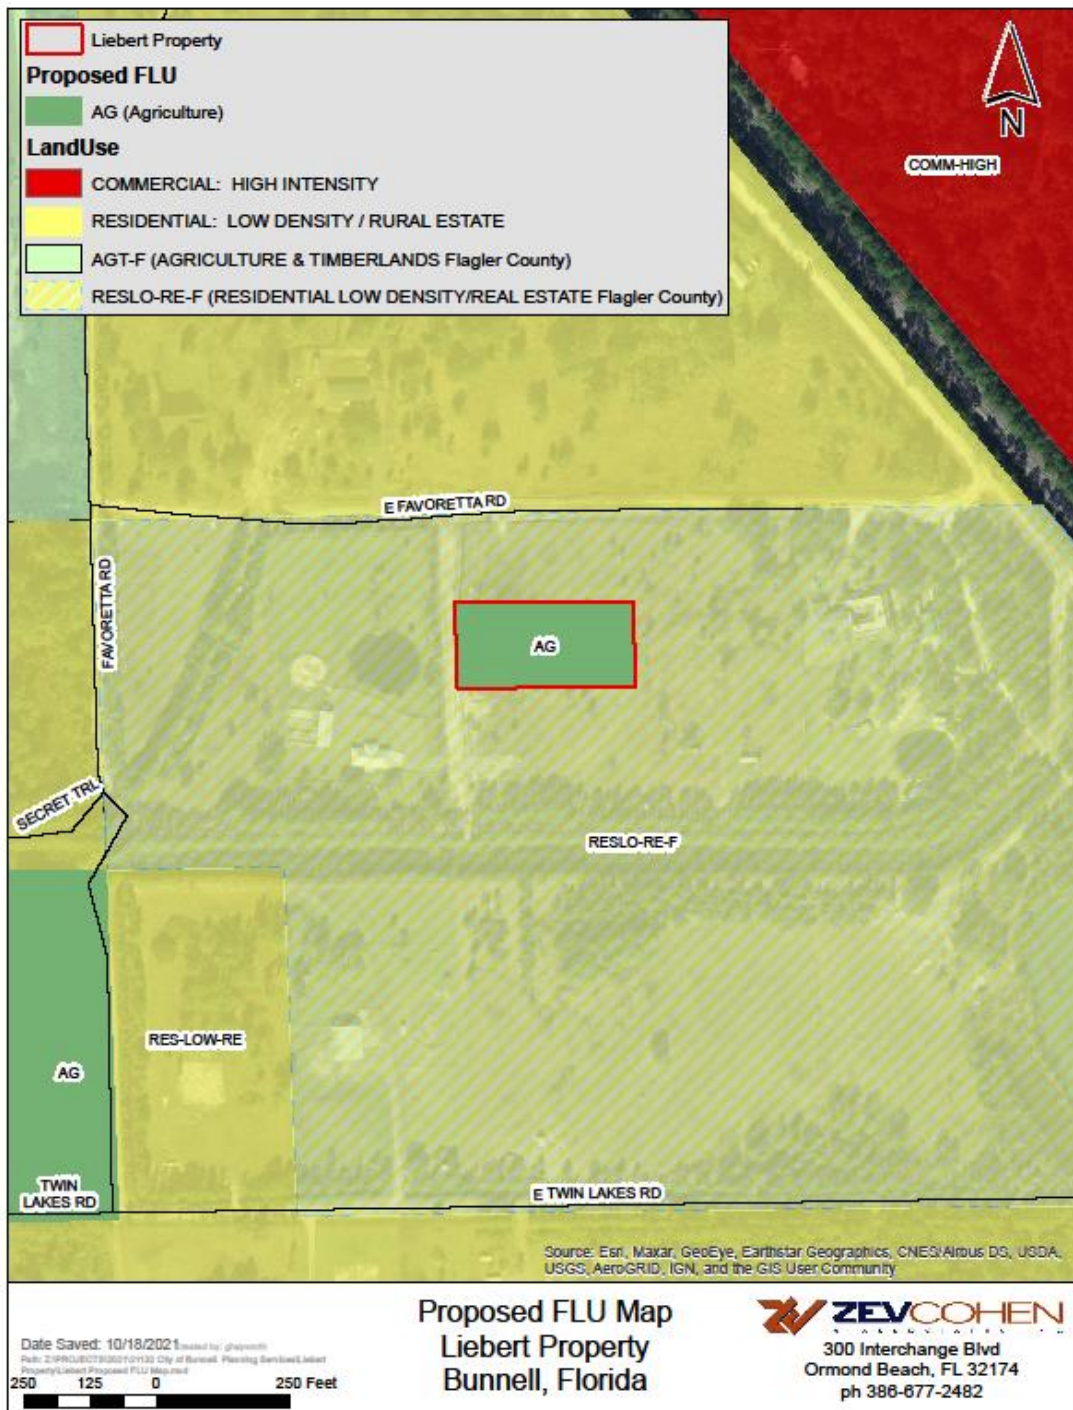 Liebert Property
Proposed FLU
AG (Agriculture)
LandUse
COMMERCIAL: HIGH INTENSITY
RESIDENTIAL: LOW DENSITY / RURAL ESTATE
AGT-F (AGRICULTURE & TIMBERLANDS Flagler County)
RESLO-RE-F (RESIDENTIAL LOW DENSITY/REAL ESTATE Flagler County)
N
COMM-HIGH
E FAVORETTA RD
FAVORETTA RD
AG
SECRET TRL
RESLO-RE-F
RES-LOW-RE
AG
TWIN
LAKES RD
E TWIN LAKES RD
Source: Esri, Maxar, GeoEye, Earthstar Geographics, CNES/Airbus DS, USDA,
USGS, AeroGRID, IGN, and the GIS User Community
Proposed FLU Map
Liebert Property
Bunnell, Florida
Date Saved: 10/18/2021
250 125 0 250 Feet
ZEVCOHEN
300 Interchange Blvd
Ormond Beach, FL 32174
ph 386-677-2482